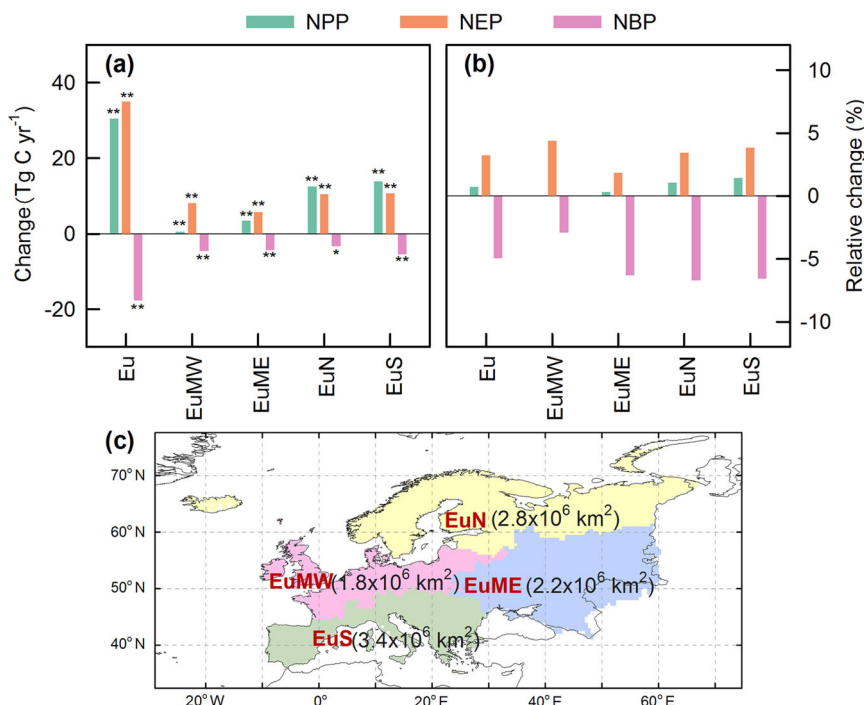 NPP NEP NBP
(a) (b)
40
20
0
-20
Change (Tg C yr⁻¹)
** ** **
** ** **
** ** **
** ** *
** ** **
Eu EuMW EuME EuN EuS
10
5
0
-5
-10
Relative change (%)
Eu EuMW EuME EuN EuS
(c)
70° N
60° N
50° N
40° N
EuN (2.8x10⁶ km²)
EuMW (1.8x10⁶ km²) EuME (2.2x10⁶ km²)
EuS (3.4x10⁶ km²)
20° W 0° 20° E 40° E 60° E